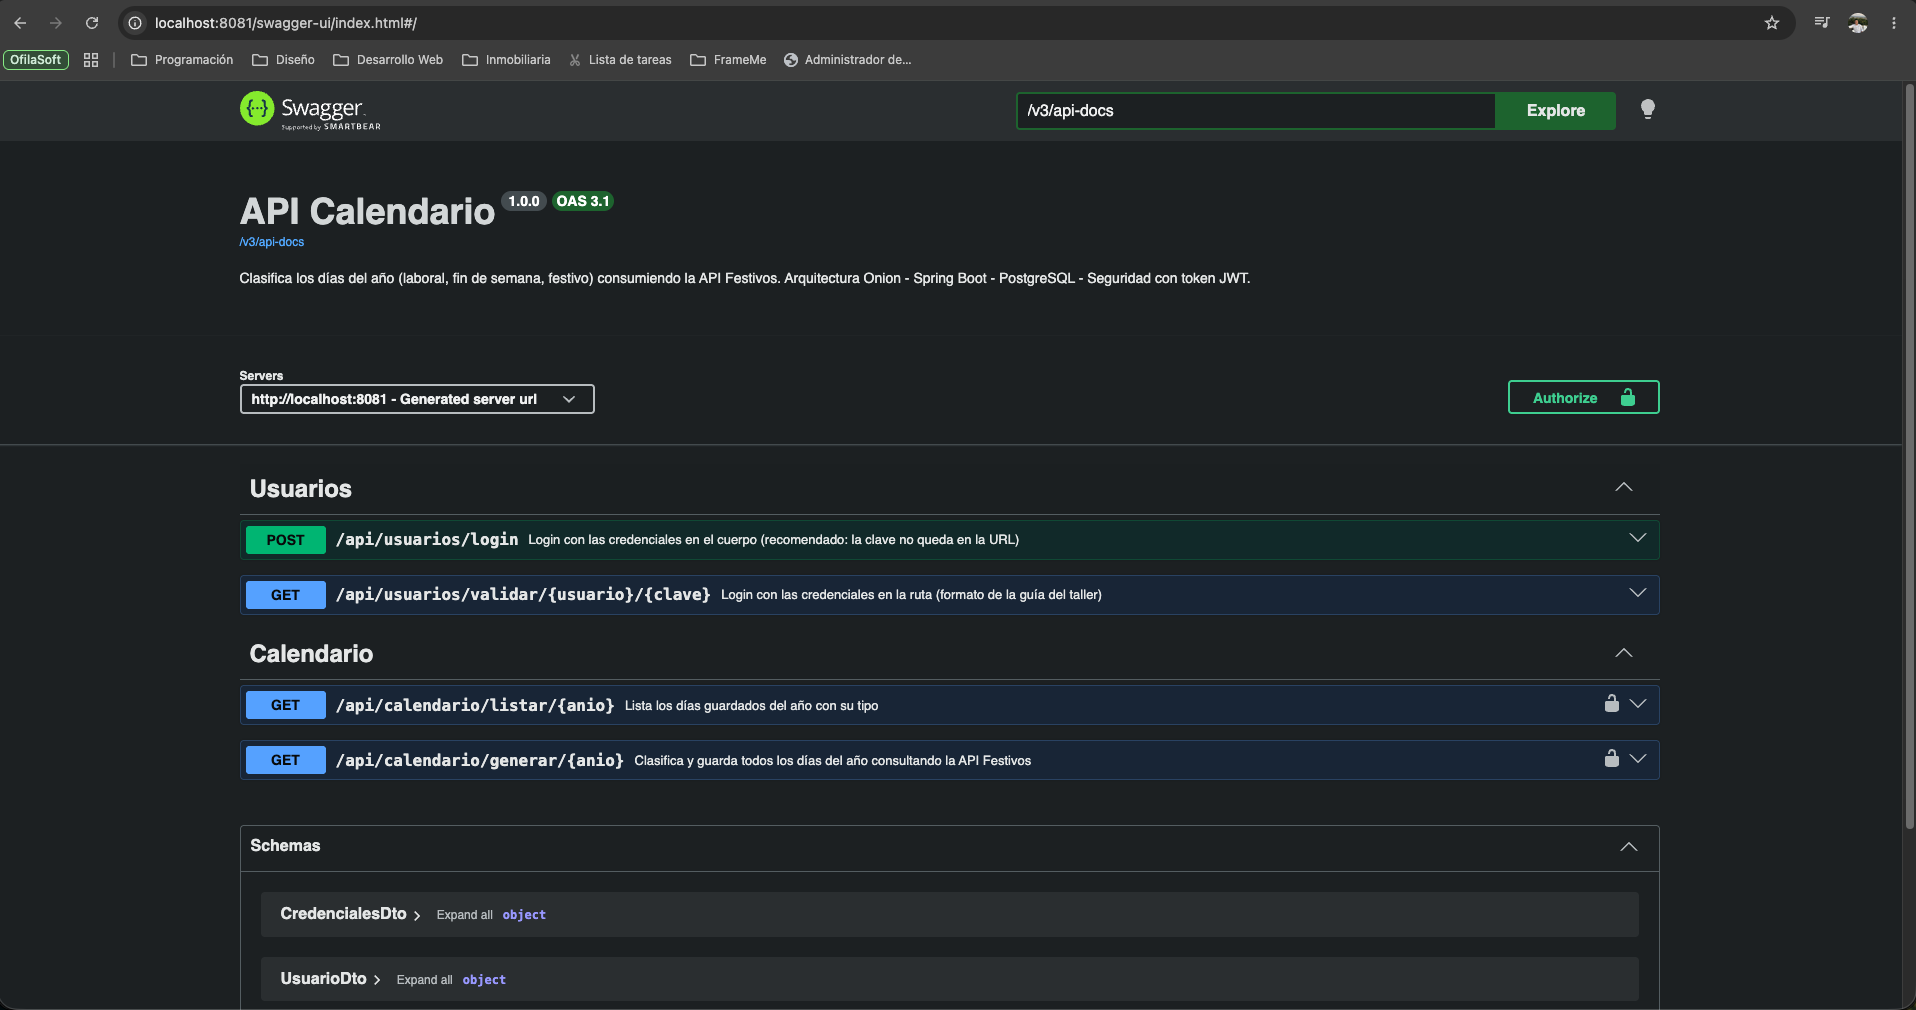 localhost:8081/swagger-ui/index.html#/
OfilaSoft
Programación
Diseño
Desarrollo Web
Inmobiliaria
Lista de tareas
FrameMe
Administrador de...
{···} Swagger
Supported by SMARTBEAR
/v3/api-docs
Explore
API Calendario 1.0.0 OAS 3.1
/v3/api-docs
Clasifica los días del año (laboral, fin de semana, festivo) consumiendo la API Festivos. Arquitectura Onion - Spring Boot - PostgreSQL - Seguridad con token JWT.
Servers
http://localhost:8081 - Generated server url
Authorize
Usuarios
POST /api/usuarios/login Login con las credenciales en el cuerpo (recomendado: la clave no queda en la URL)
GET /api/usuarios/validar/{usuario}/{clave} Login con las credenciales en la ruta (formato de la guía del taller)
Calendario
GET /api/calendario/listar/{anio} Lista los días guardados del año con su tipo
GET /api/calendario/generar/{anio} Clasifica y guarda todos los días del año consultando la API Festivos
Schemas
CredencialesDto Expand all object
UsuarioDto Expand all object